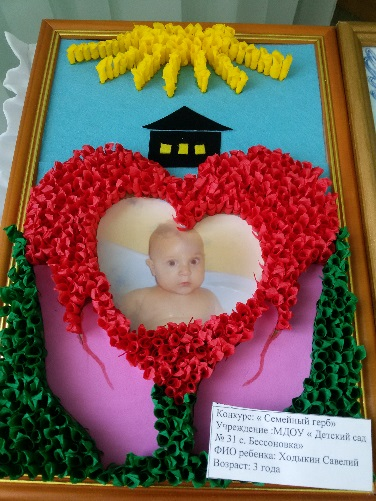 Конкурс: « Семейный герб»
Учреждение :МДОУ « Детский сад
№ 31 с. Бессоновка»
ФИО ребенка: Ходыкин Савелий
Возраст: 3 года